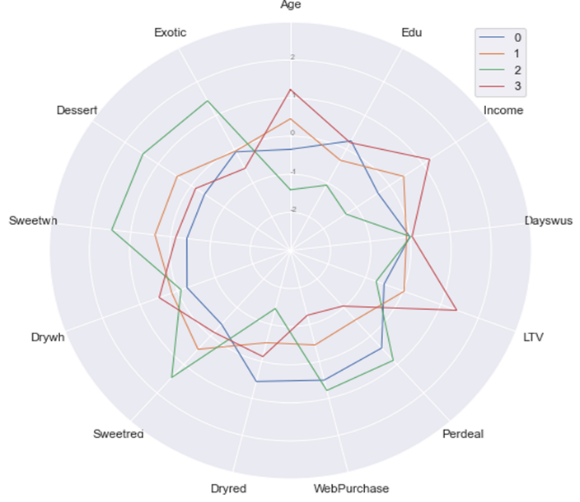 Age
Exotic
Edu
0
1
2
3
Dessert
Income
2
1
0
-1
-2
Sweetwh
Dayswus
Drywh
LTV
Sweetred
Perdeal
Dryred
WebPurchase